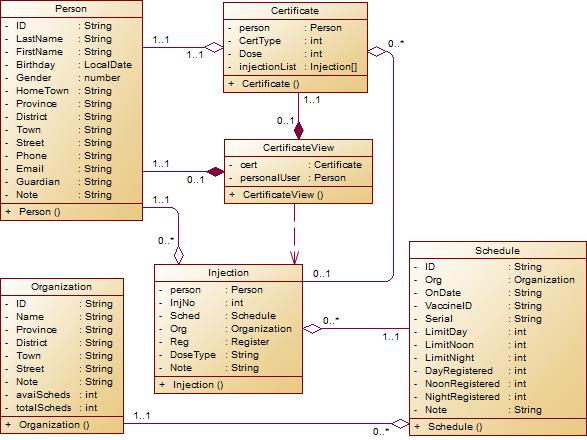 Person
- ID : String
- LastName : String
- FirstName : String
- Birthday : LocalDate
- Gender : number
- HomeTown : String
- Province : String
- District : String
- Town : String
- Street : String
- Phone : String
- Email : String
- Guardian : String
- Note : String
+ Person ()
1..1
1..1
Certificate
- person : Person
- CertType : int
- Dose : int
- injectionList : Injection[]
+ Certificate ()
0..*
1..1
0..1
CertificateView
- cert : Certificate
- personalUser : Person
+ CertificateView ()
1..1
0..1
1..1
0..*
0..1
Injection
- person : Person
- InjNo : int
- Sched : Schedule
- Org : Organization
- Reg : Register
- DoseType : String
- Note : String
+ Injection ()
0..*
1..1
Schedule
- ID : String
- Org : Organization
- OnDate : String
- VaccineID : String
- Serial : String
- LimitDay : int
- LimitNoon : int
- LimitNight : int
- DayRegistered : int
- NoonRegistered : int
- NightRegistered : int
- Note : String
+ Schedule ()
Organization
- ID : String
- Name : String
- Province : String
- District : String
- Town : String
- Street : String
- Note : String
- avaiScheds : int
- totalScheds : int
+ Organization ()
1..1
0..*